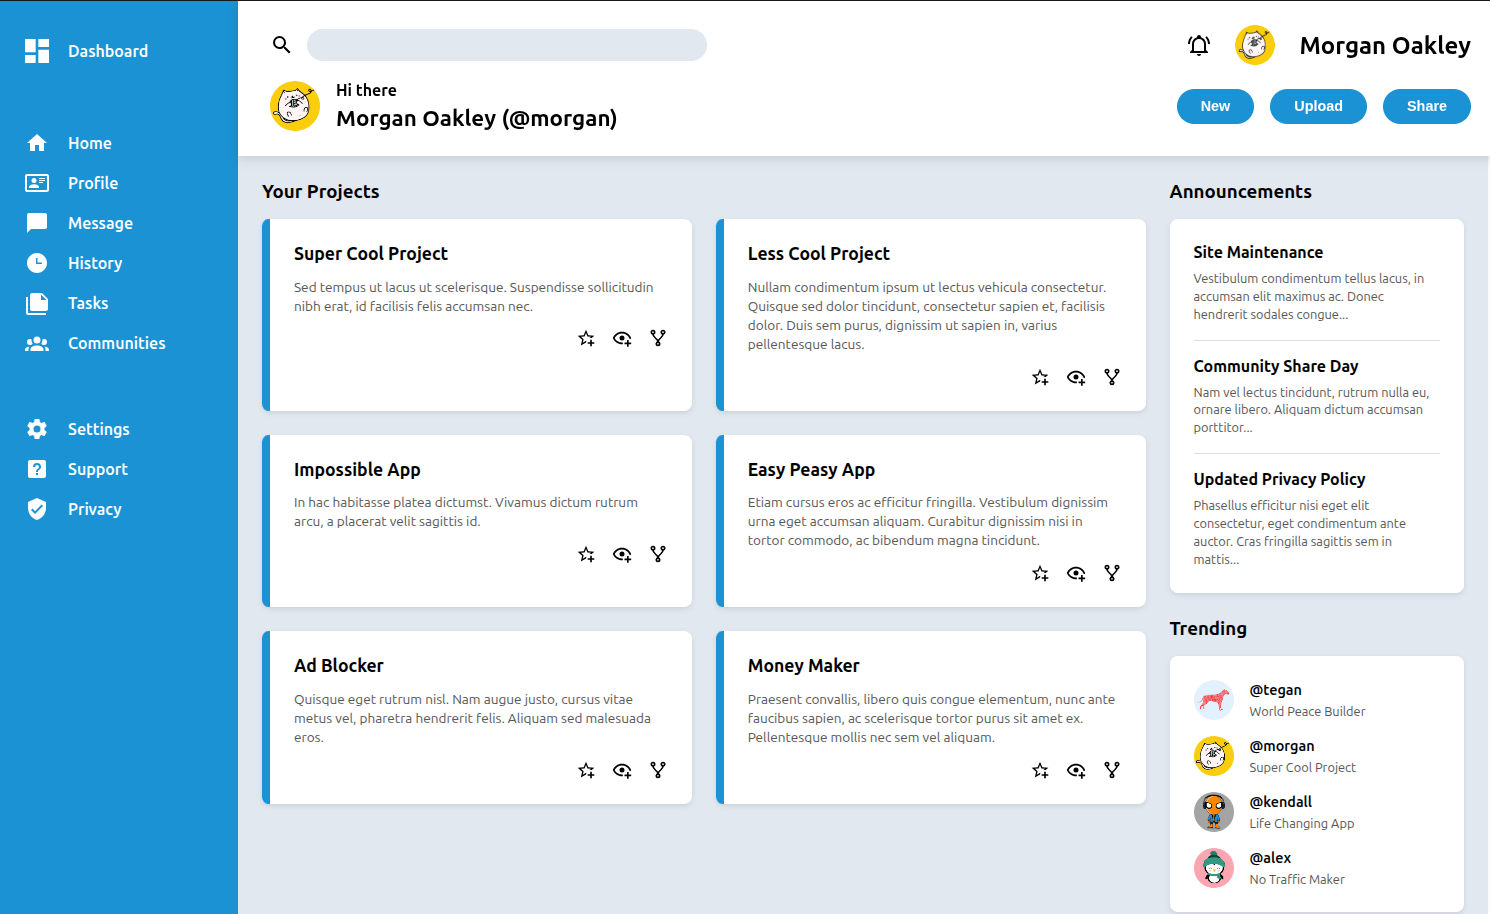 Dashboard
Home
Profile
Message
History
Tasks
Communities
Settings
Support
Privacy
Morgan Oakley
Hi there
Morgan Oakley (@morgan)
New
Upload
Share
Your Projects
Super Cool Project
Sed tempus ut lacus ut scelerisque. Suspendisse sollicitudin
nibh erat, id facilisis felis accumsan nec.
Less Cool Project
Nullam condimentum ipsum ut lectus vehicula consectetur.
Quisque sed dolor tincidunt, consectetur sapien et, facilisis
dolor. Duis sem purus, dignissim ut sapien in, varius
pellentesque lacus.
Impossible App
In hac habitasse platea dictumst. Vivamus dictum rutrum
arcu, a placerat velit sagittis id.
Easy Peasy App
Etiam cursus eros ac efficitur fringilla. Vestibulum dignissim
urna eget accumsan aliquam. Curabitur dignissim nisi in
tortor commodo, ac bibendum magna tincidunt.
Ad Blocker
Quisque eget rutrum nisl. Nam augue justo, cursus vitae
metus vel, pharetra hendrerit felis. Aliquam sed malesuada
eros.
Money Maker
Praesent convallis, libero quis congue elementum, nunc ante
faucibus sapien, ac scelerisque tortor purus sit amet ex.
Pellentesque mollis nec sem vel aliquam.
Announcements
Site Maintenance
Vestibulum condimentum tellus lacus, in
accumsan elit maximus ac. Donec
hendrerit sodales congue...
Community Share Day
Nam vel lectus tincidunt, rutrum nulla eu,
ornare libero. Aliquam dictum accumsan
porttitor...
Updated Privacy Policy
Phasellus efficitur nisi eget elit
consectetur, eget condimentum ante
auctor. Cras fringilla sagittis sem in
mattis...
Trending
@tegan
World Peace Builder
@morgan
Super Cool Project
@kendall
Life Changing App
@alex
No Traffic Maker